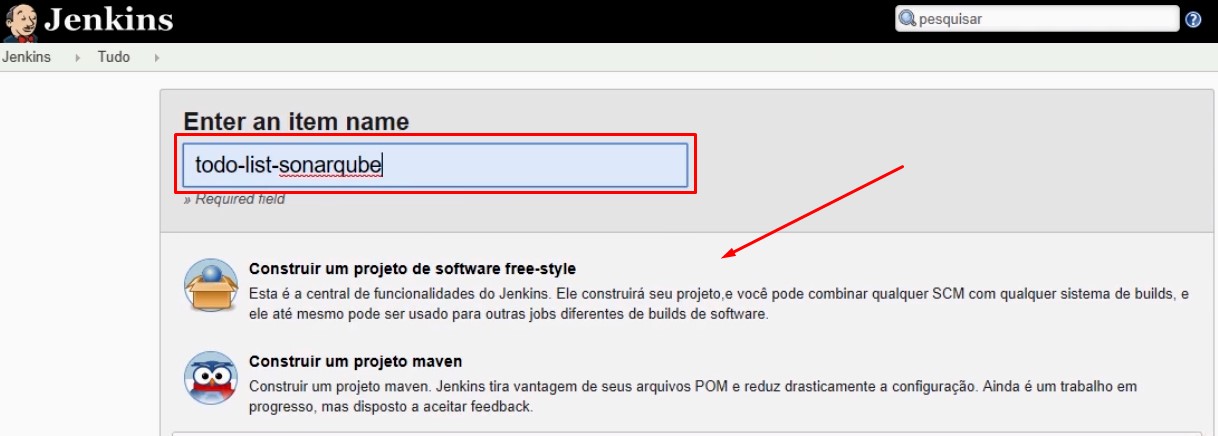 Jenkins
pesquisar
Jenkins Tudo
Enter an item name
todo-list-sonarqube
» Required field
Construir um projeto de software free-style
Esta é a central de funcionalidades do Jenkins. Ele construirá seu projeto,e você pode combinar qualquer SCM com qualquer sistema de builds, e
ele até mesmo pode ser usado para outras jobs diferentes de builds de software.
Construir um projeto maven
Construir um projeto maven. Jenkins tira vantagem de seus arquivos POM e reduz drasticamente a configuração. Ainda é um trabalho em
progresso, mas disposto a aceitar feedback.